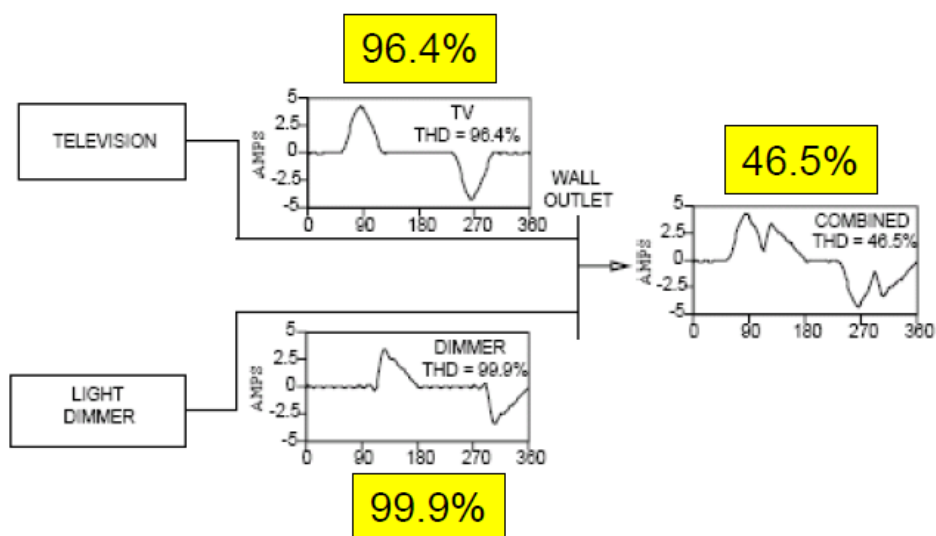 96.4%
TELEVISION
5
2.5
0
-2.5
-5
AMPS
TV
THD = 96.4%
0 90 180 270 360
WALL
OUTLET
46.5%
5
2.5
0
-2.5
-5
AMPS
COMBINED
THD = 46.5%
0 90 180 270 360
LIGHT
DIMMER
5
2.5
0
-2.5
-5
AMPS
DIMMER
THD = 99.9%
0 90 180 270 360
99.9%